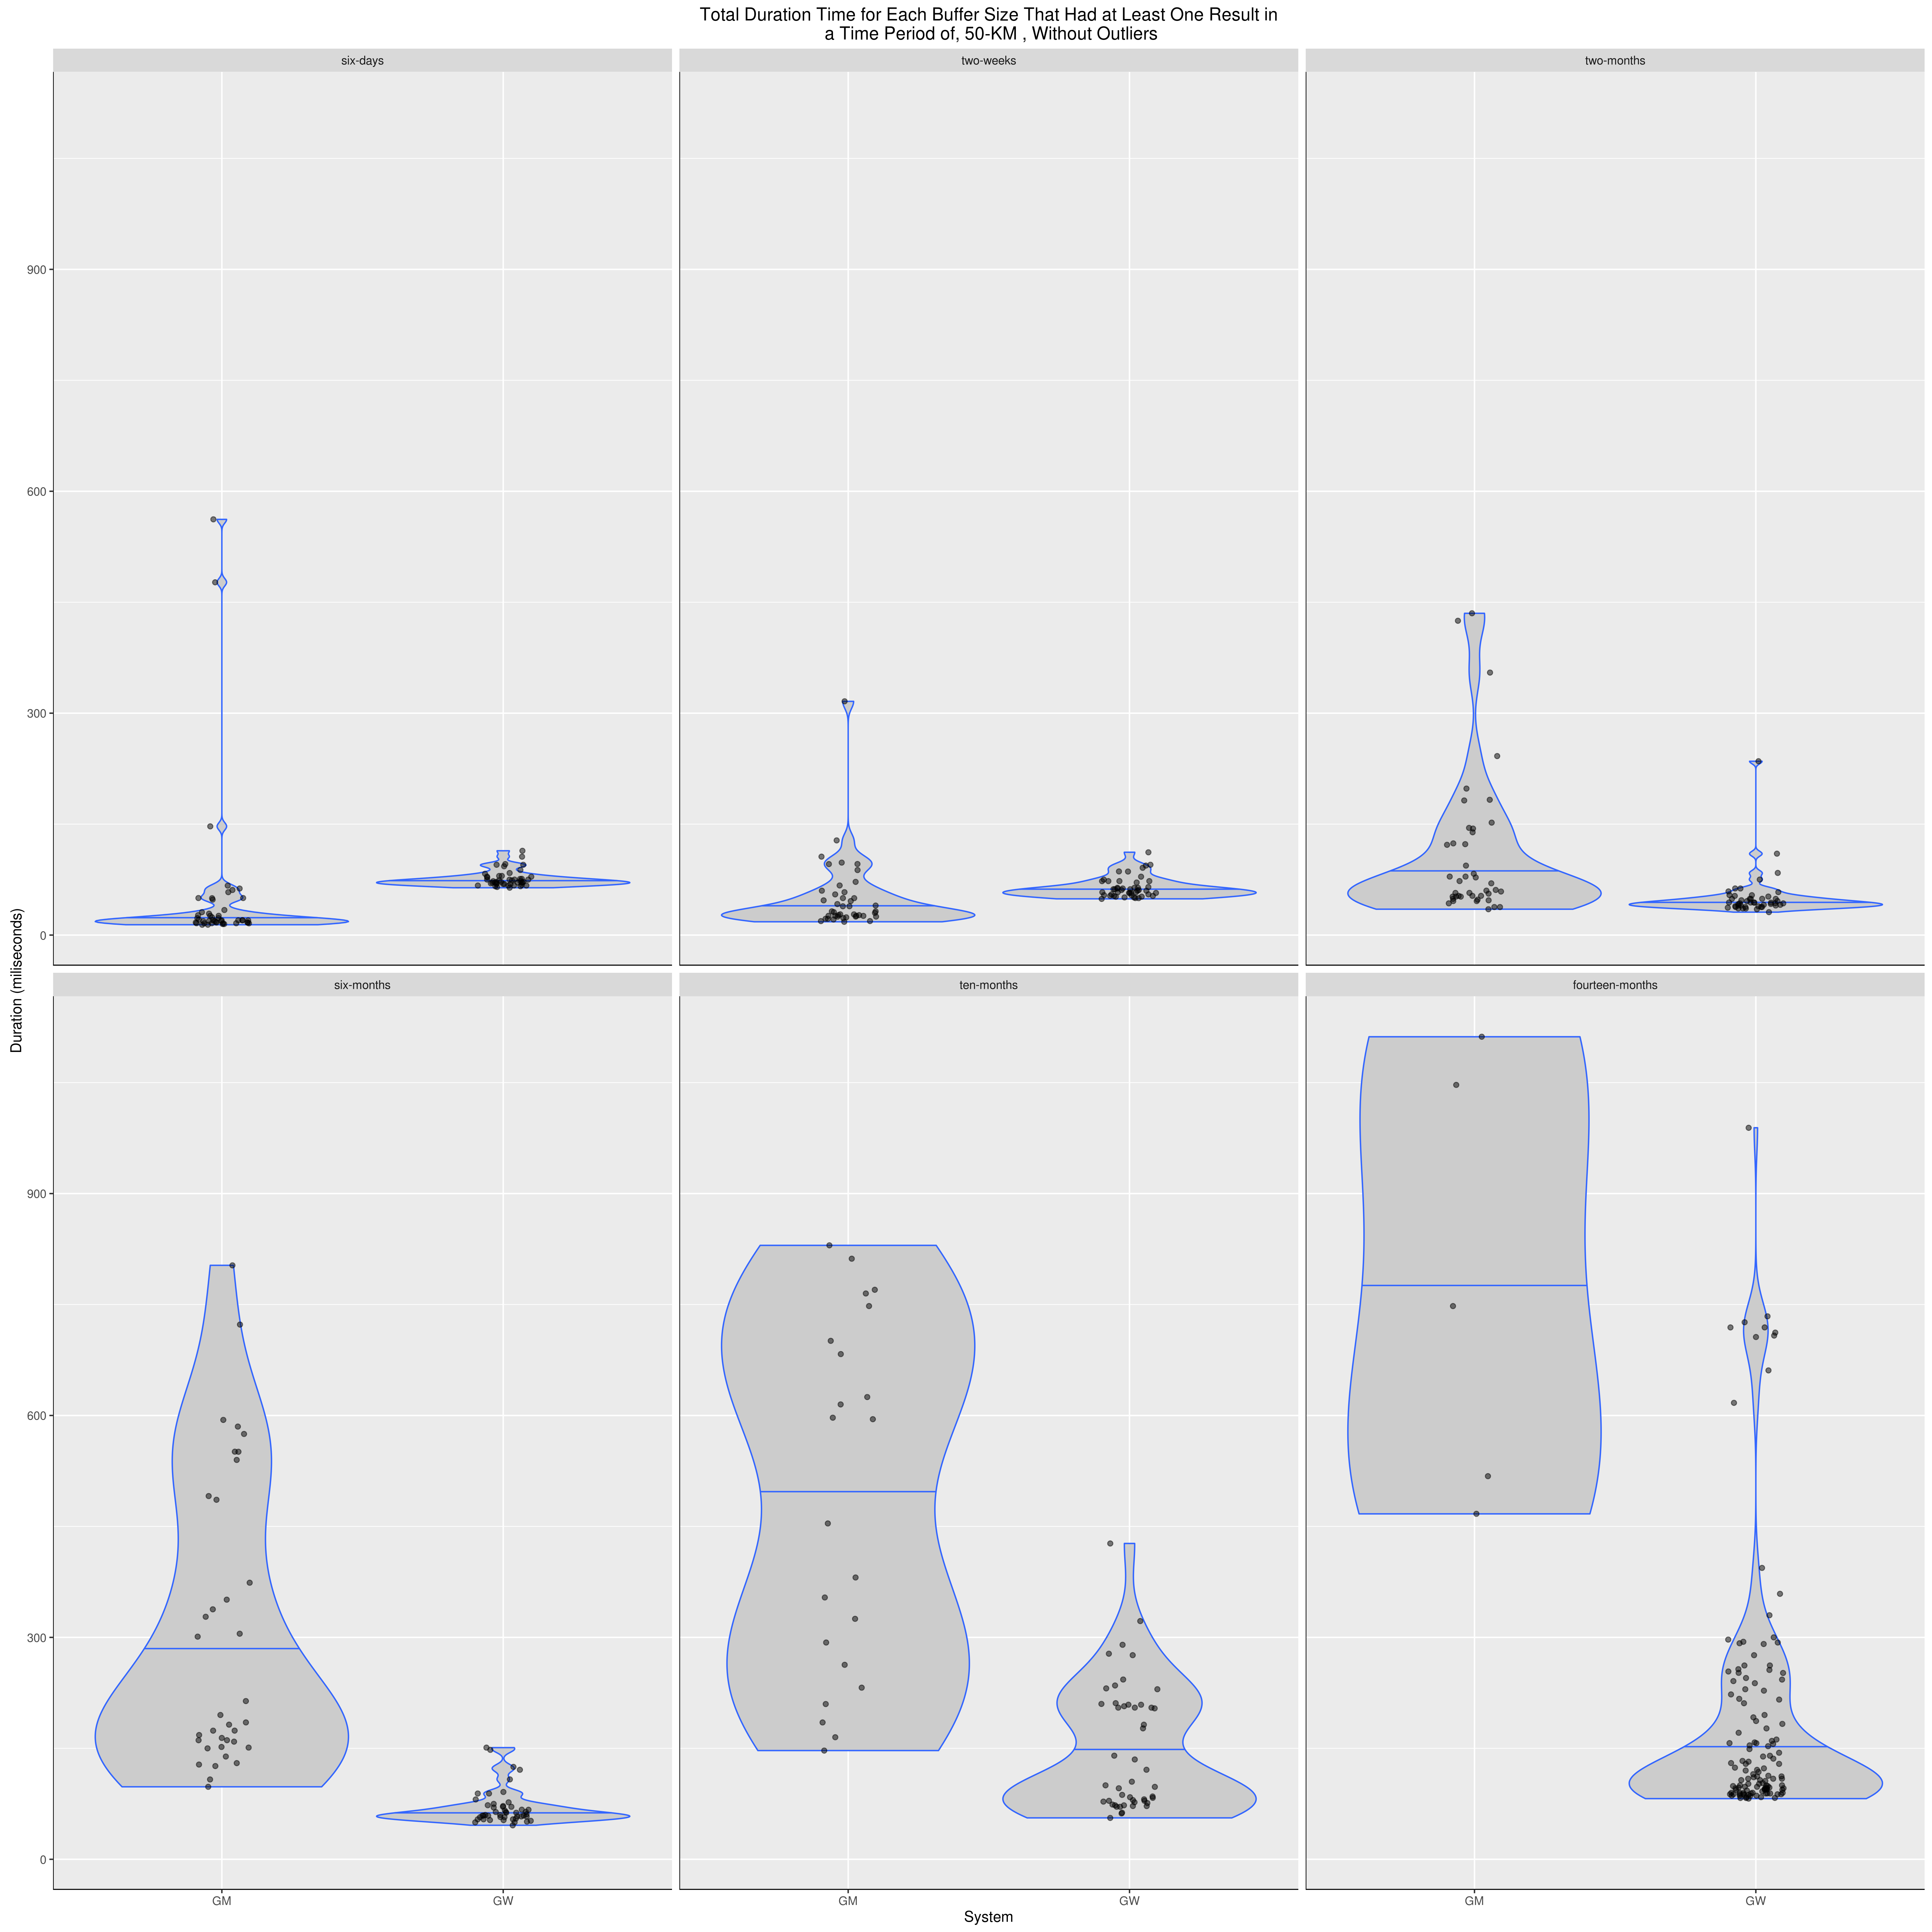 Total Duration Time for Each Buffer Size That Had at Least One Result in
a Time Period of, 50-KM , Without Outliers
six-days
two-weeks
two-months
900
600
300
0
six-months
ten-months
fourteen-months
900
600
300
0
Duration (miliseconds)
GM
GW
GM
GW
GM
GW
System